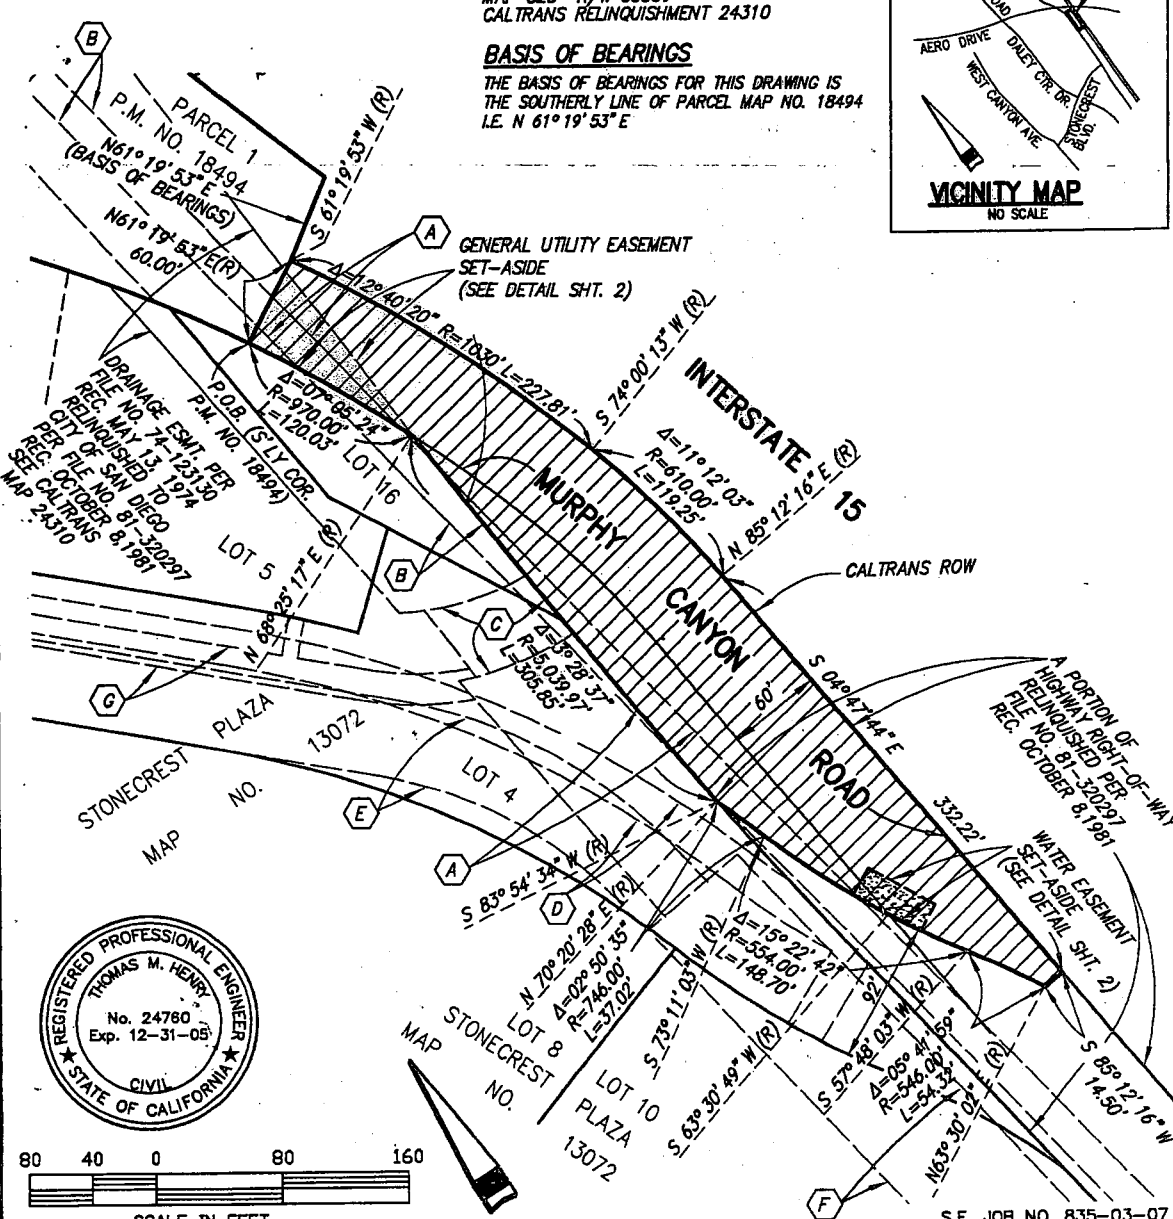 CALTRANS RELINQUISHMENT 24310
BASIS OF BEARINGS
THE BASIS OF BEARINGS FOR THIS DRAWING IS
THE SOUTHERLY LINE OF PARCEL MAP NO. 18494
I.E. N 61°19'53" E
AERO DRIVE
DALEY CTR. DR.
WEST CANYON AVE.
STONECREST
BLVD.
VICINITY MAP
NO SCALE
B
PARCEL 1
P.M. NO. 18494
N61°19'53" E
(BASIS OF BEARINGS)
S 61°19'53" W (R)
N61°19'53"E(R)
60.00'
A
GENERAL UTILITY EASEMENT
SET-ASIDE
(SEE DETAIL SHT. 2)
Δ=12°40'20" R=1030' L=227.81'
S 74°00'13" W (R)
INTERSTATE 15
DRAINAGE ESMT. PER
FILE NO. 74-123130
REC. MAY 13, 1974
RELINQUISHED TO
CITY OF SAN DIEGO
PER FILE NO. 81-320297
REC. OCTOBER 8,1981
SEE CALTRANS
MAP 24310
P.O.B. (S'LY COR.
P.M. NO. 18494)
Δ=07°05'24"
R=970.00'
L=120.03'
LOT 16
Δ=11°12'03"
R=610.00'
L=119.25'
N 85°12'16" E (R)
MURPHY
CANYON
ROAD
LOT 5
N 68°25'17" E (R)
B
C
CALTRANS ROW
Δ=3°28'37"
R=5,039.97'
L=305.85'
60'
S 04°47'44" E
332.22'
A PORTION OF
HIGHWAY RIGHT-OF-WAY
RELINQUISHED PER
FILE NO. 81-320297
REC. OCTOBER 8,1981
G
STONECREST PLAZA
MAP NO. 13072
LOT 4
E
A
S 83°54'34" W (R)
D
WATER EASEMENT
SET-ASIDE
(SEE DETAIL SHT. 2)
N 70°20'28" E (R)
Δ=02°50'35"
R=746.00'
L=37.02'
LOT 8
Δ=15°22'42"
R=554.00'
L=148.70'
S 73°11'03" W (R)
92'
S 63°30'49" W (R)
S 57°48'03" W (R)
Δ=05°41'59"
R=546.00'
L=54.32'
N63°30'02" (R)
S 85°12'16" W
14.50'
LOT 10
STONECREST PLAZA
MAP NO. 13072
F
REGISTERED PROFESSIONAL ENGINEER
THOMAS M. HENRY
No. 24760
Exp. 12-31-05
CIVIL
STATE OF CALIFORNIA
80 40 0 80 160
SCALE IN FEET
S.E. JOB NO. 835-03-07